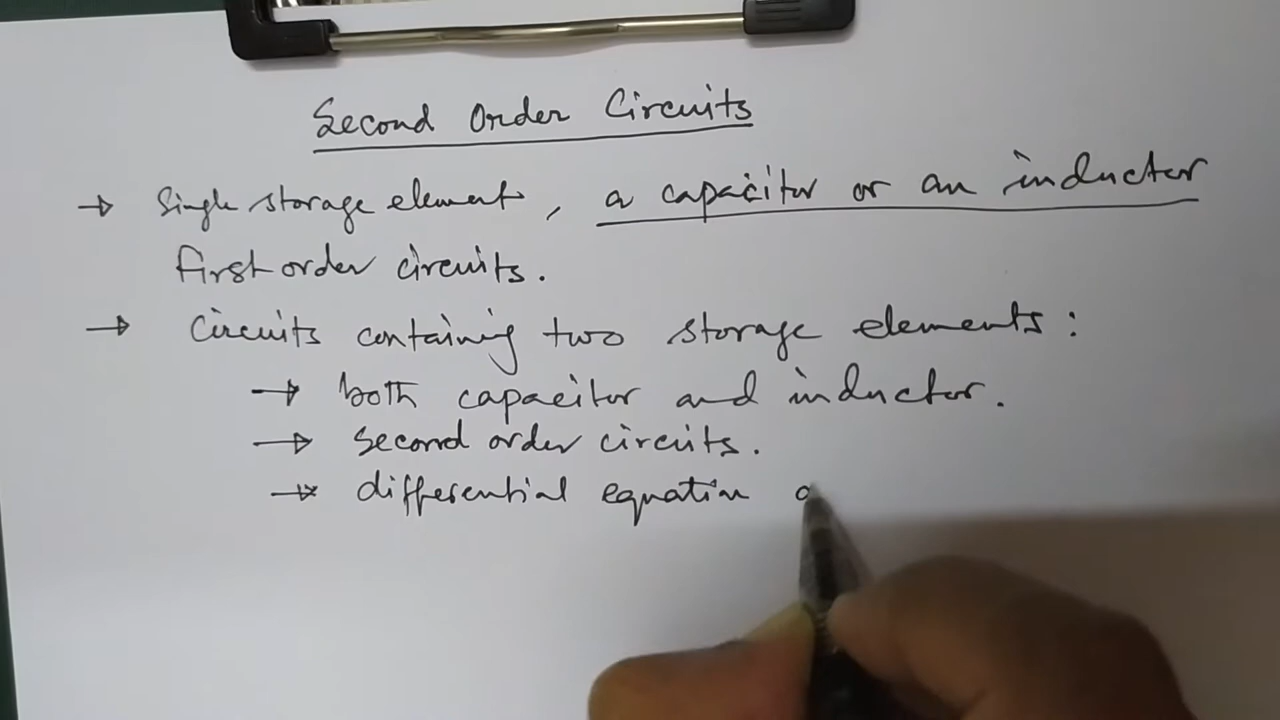 Second Order Circuits
→ Single storage element, a capacitor or an inductor
first order circuits.
→ Circuits containing two storage elements:
→ both capacitor and inductor.
→ second order circuits.
→ differential equation